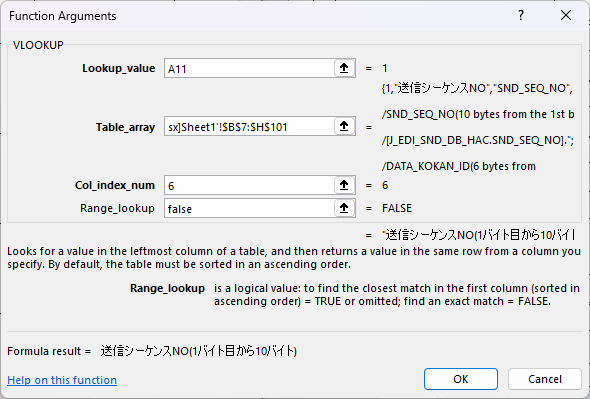 Function Arguments
?
VLOOKUP
Lookup_value A11 = 1
{1,"送信シーケンスNO","SND_SEQ_NO",
/SND_SEQ_NO(10 bytes from the 1st b
Table_array sx]Sheet1'!$B$7:$H$101 =
/[J_EDI_SND_DB_HAC.SND_SEQ_NO].";
/DATA_KOKAN_ID(6 bytes from
Col_index_num 6 = 6
Range_lookup false = FALSE
= "送信シーケンスNO(1バイト目から10バイ
Looks for a value in the leftmost column of a table, and then returns a value in the same row from a column you
specify. By default, the table must be sorted in an ascending order.
Range_lookup is a logical value: to find the closest match in the first column (sorted in
ascending order) = TRUE or omitted; find an exact match = FALSE.
Formula result = 送信シーケンスNO(1バイト目から10バイト)
Help on this function
OK Cancel